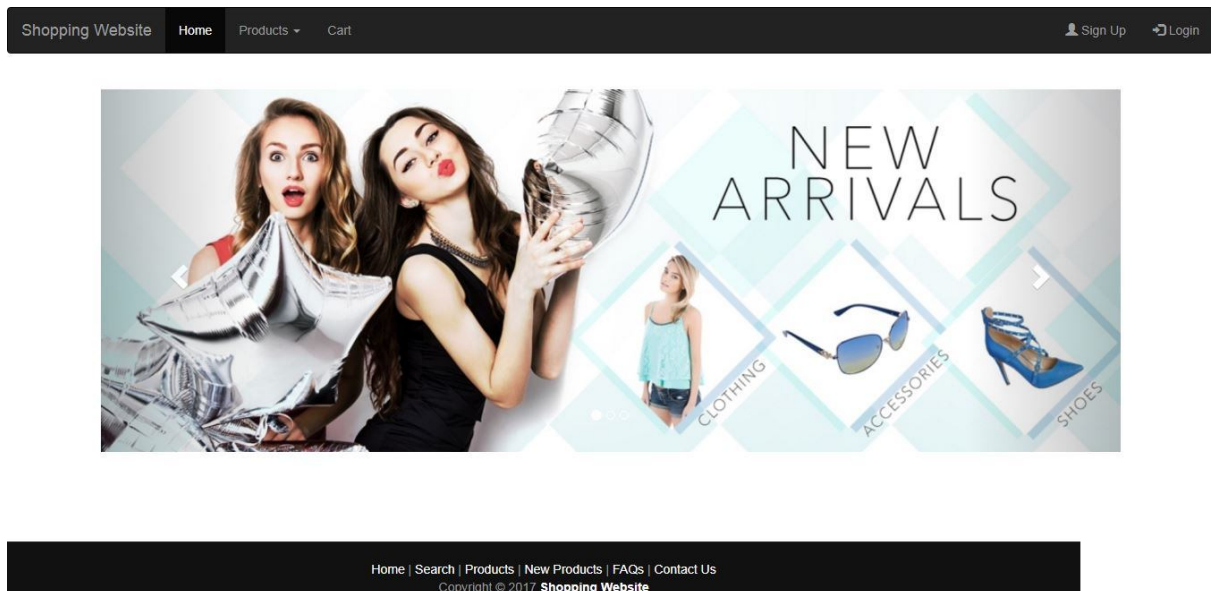 Shopping Website Home Products Cart Sign Up Login
NEW
ARRIVALS
CLOTHING
ACCESSORIES
SHOES
Home | Search | Products | New Products | FAQs | Contact Us
Copyright © 2017 Shopping Website